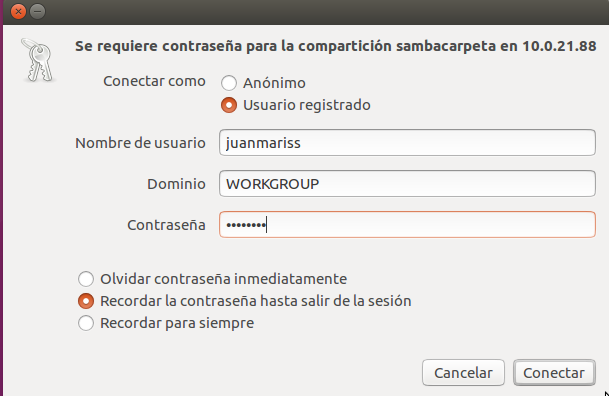 Se requiere contraseña para la compartición sambacarpeta en 10.0.21.88
Conectar como
Anónimo
Usuario registrado
Nombre de usuario juanmariss
Dominio WORKGROUP
Contraseña ••••••••
Olvidar contraseña inmediatamente
Recordar la contraseña hasta salir de la sesión
Recordar para siempre
Cancelar Conectar